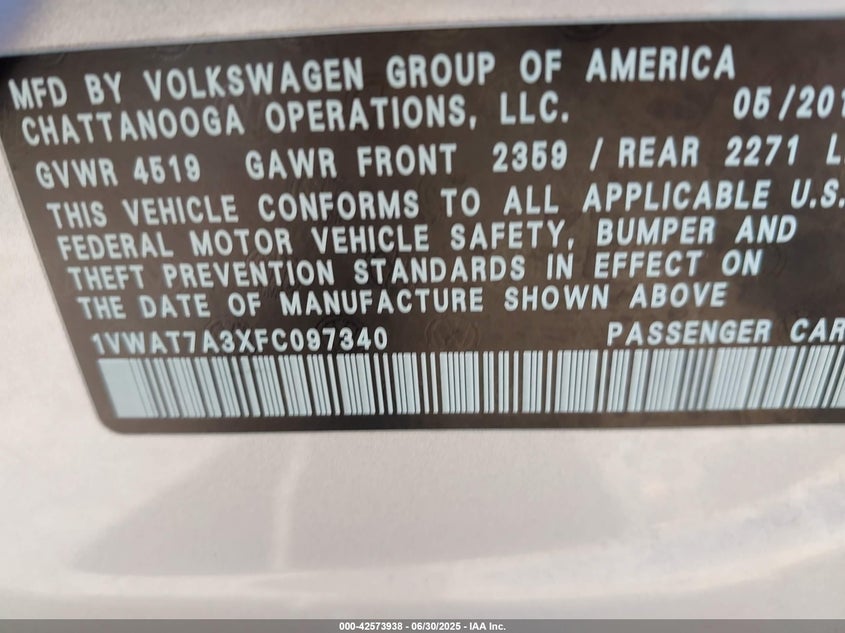 MFD BY VOLKSWAGEN GROUP OF AMERICA
CHATTANOOGA OPERATIONS, LLC. 05/201
GVWR 4519 GAWR FRONT 2359 / REAR 2271 L
THIS VEHICLE CONFORMS TO ALL APPLICABLE U.S.
FEDERAL MOTOR VEHICLE SAFETY, BUMPER AND
THEFT PREVENTION STANDARDS IN EFFECT ON
THE DATE OF MANUFACTURE SHOWN ABOVE
1VWAT7A3XFC097340 PASSENGER CAR
000-42573938 - 06/30/2025 - IAA Inc.